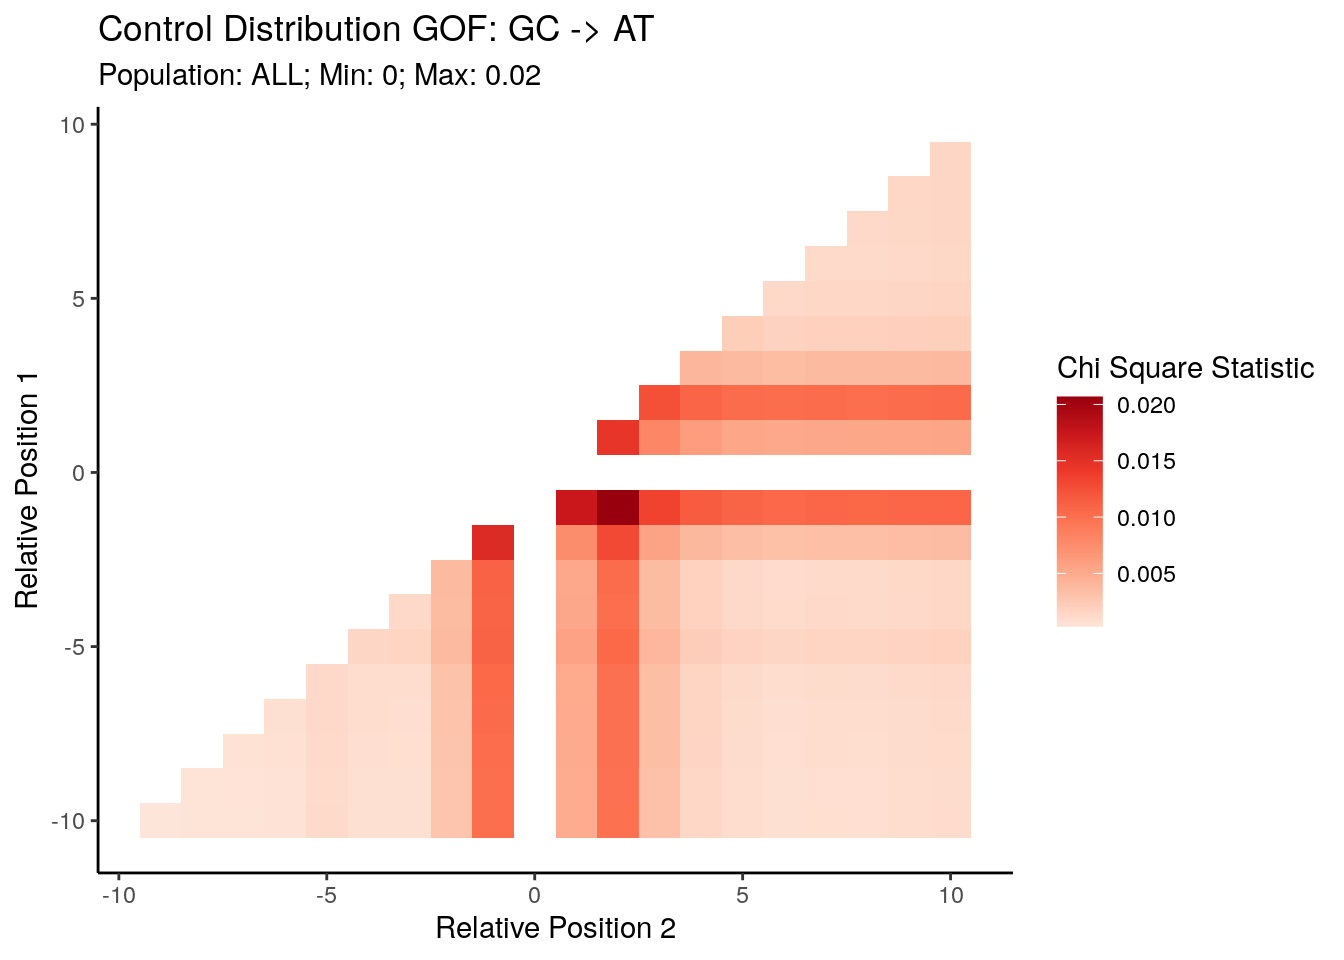 Control Distribution GOF: GC -> AT
Population: ALL; Min: 0; Max: 0.02
10
5
0
-5
-10
Relative Position 1
-10
-5
0
5
10
Relative Position 2
Chi Square Statistic
0.020
0.015
0.010
0.005